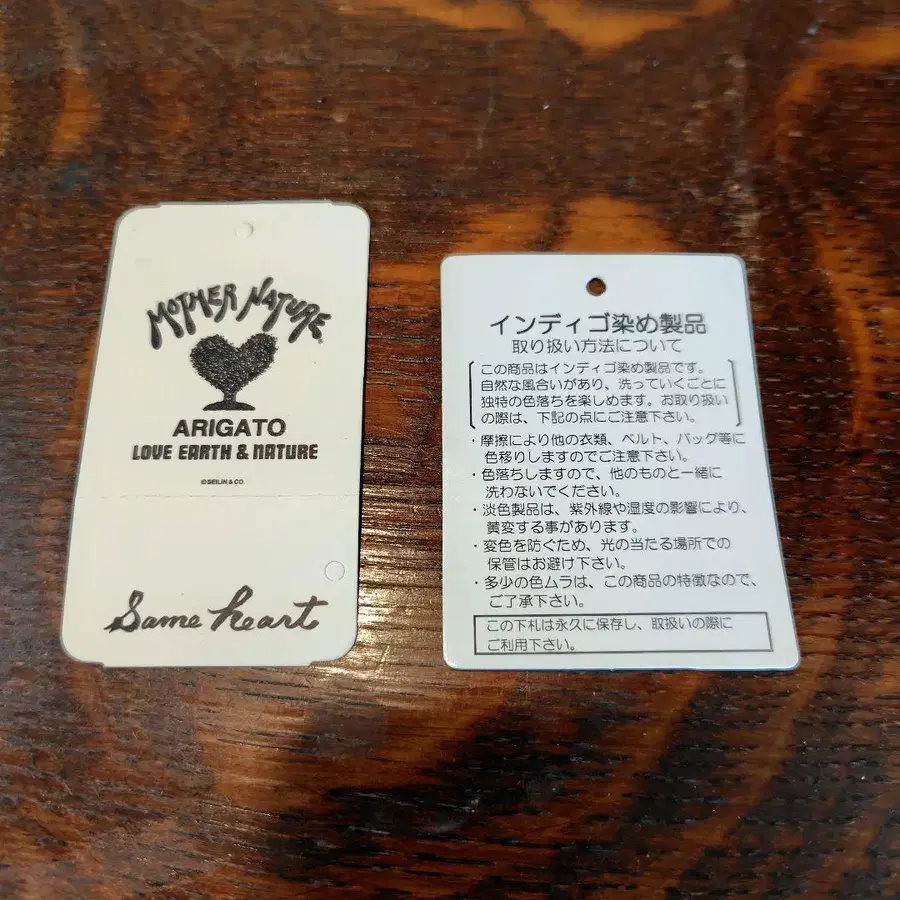 MOTHER NATURE®
ARIGATO
LOVE EARTH & NATURE
©SEILIN & CO.
Same heart
インディゴ染め製品
取り扱い方法について
この商品はインディゴ染め製品です。
自然な風合いがあり、洗っていくごとに
独特の色落ちを楽しめます。お取り扱い
の際は、下記の点にご注意下さい。
・摩擦により他の衣類、ベルト、バッグ等に
色移りしますのでご注意下さい。
・色落ちしますので、他のものと一緒に
洗わないでください。
・淡色製品は、紫外線や湿度の影響により、
黄変する事があります。
・変色を防ぐため、光の当たる場所での
保管はお避け下さい。
・多少の色ムラは、この商品の特徴なので、
ご了承下さい。
この下札は永久に保存し、取扱いの際に
ご利用下さい。